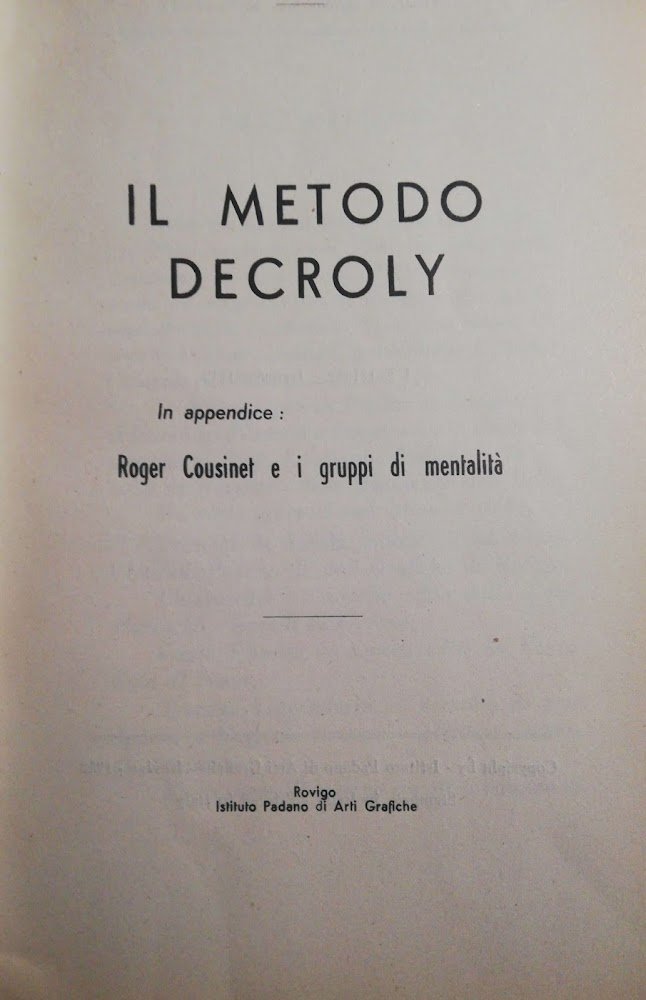 IL METODO
DECROLY
In appendice :
Roger Cousinet e i gruppi di mentalità
Rovigo
Istituto Padano di Arti Grafiche